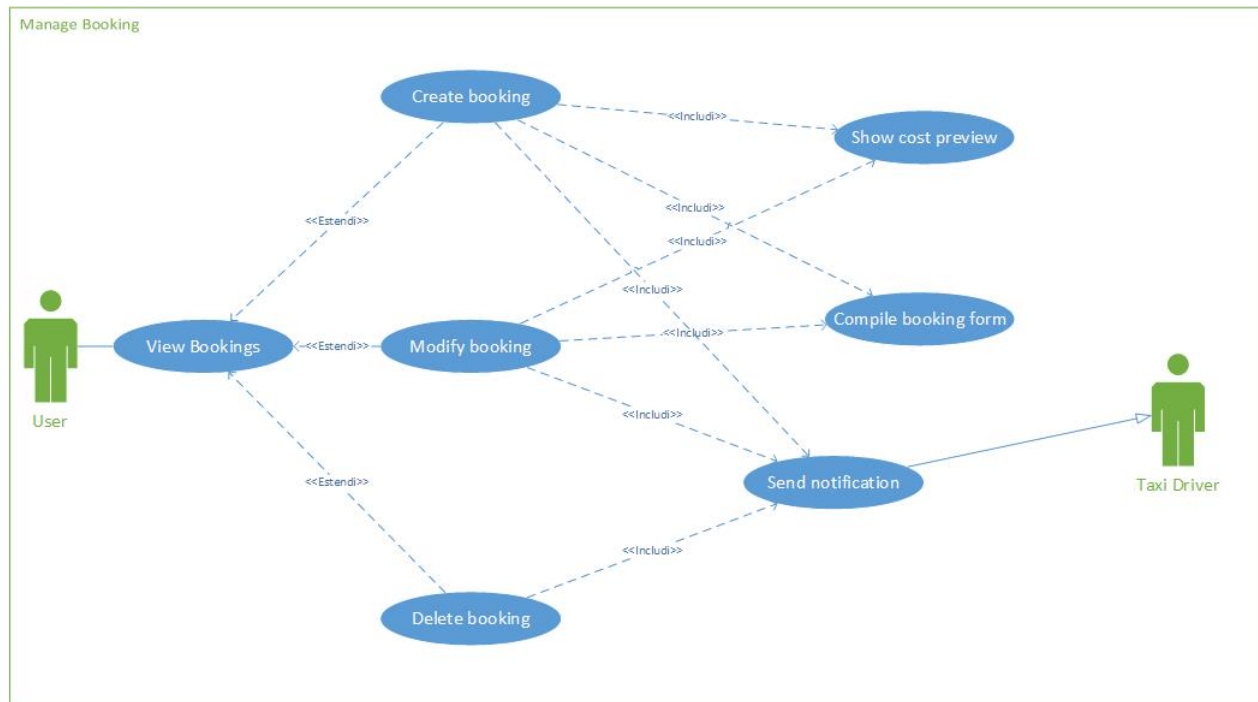 Manage Booking
Create booking
<<Includi>>
Show cost preview
<<Includi>>
<<Estendi>>
<<Includi>>
<<Includi>>
Compile booking form
<<Includi>>
View Bookings
<<Estendi>>
Modify booking
User
<<Includi>>
Send notification
Taxi Driver
<<Estendi>>
<<Includi>>
Delete booking